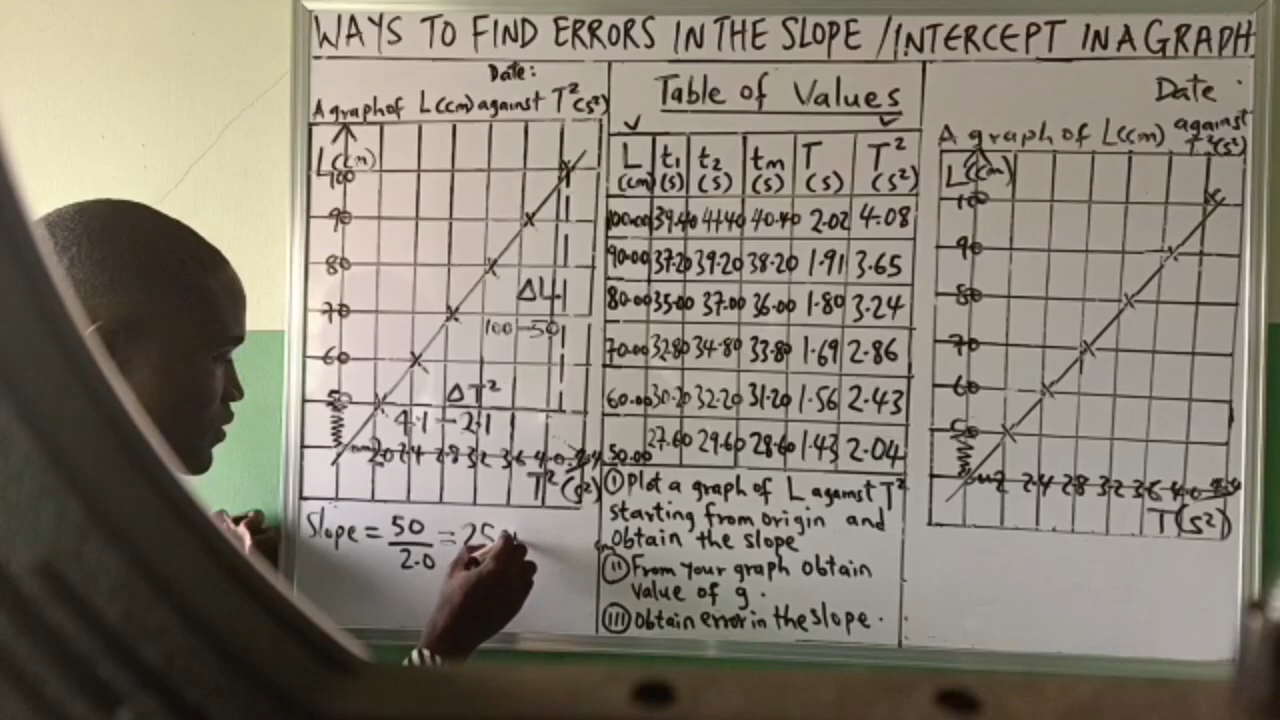 WAYS TO FIND ERRORS IN THE SLOPE / INTERCEPT IN A GRAPH
Date:
A graph of L(cm) against T²(s²)
L(cm)
100
90
80
70
60
50
ΔL
100-50
ΔT²
4.1-2.1
2.0 2.4 2.8 3.2 3.6 4.0
T²(s²)
Slope = 50/2.0 = 25
Table of Values
L (cm) t₁ (s) t₂ (s) tm (s) T (s) T² (s²)
100.00 39.40 41.40 40.40 2.02 4.08
90.00 37.20 39.20 38.20 1.91 3.65
80.00 35.00 37.00 36.00 1.80 3.24
70.00 32.80 34.80 33.80 1.69 2.86
60.00 30.20 32.20 31.20 1.56 2.43
50.00 27.60 29.60 28.60 1.43 2.04
(I) Plot a graph of L against T²
starting from origin and
obtain the slope
(II) From your graph obtain
value of g.
(III) Obtain error in the slope.
Date
A graph of L(cm) against
T²(s²)
L(cm)
100
90
80
70
60
50
2 2.4 2.8 3.2 3.6 4.0
T(s²)